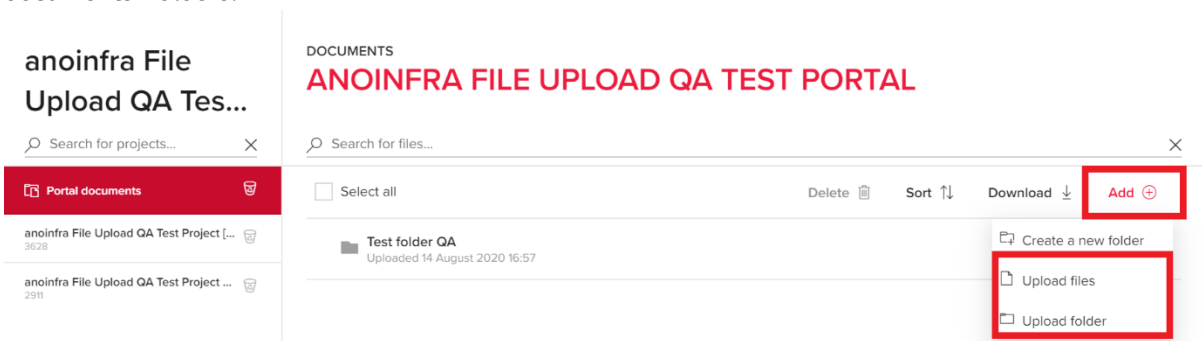 anoinfra File
Upload QA Tes...
Search for projects...
Portal documents
anoinfra File Upload QA Test Project [...
3628
anoinfra File Upload QA Test Project ...
2911
DOCUMENTS
ANOINFRA FILE UPLOAD QA TEST PORTAL
Search for files...
Select all
Delete
Sort
Download
Add
Test folder QA
Uploaded 14 August 2020 16:57
Create a new folder
Upload files
Upload folder